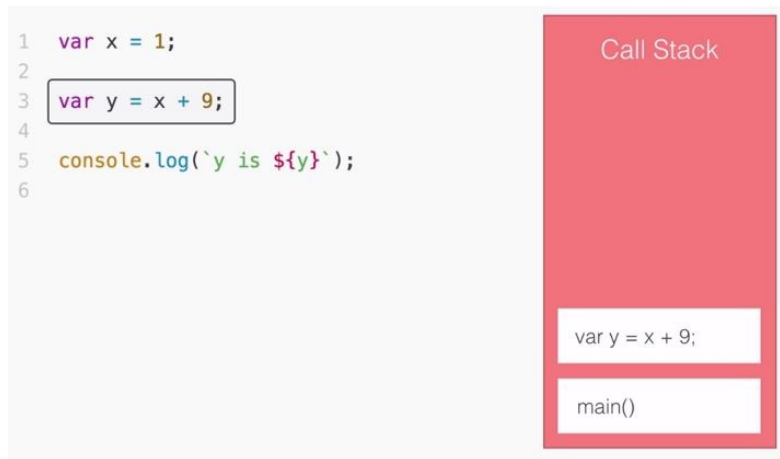 1 var x = 1;
2
3 var y = x + 9;
4
5 console.log(`y is ${y}`);
6
Call Stack
var y = x + 9;
main()